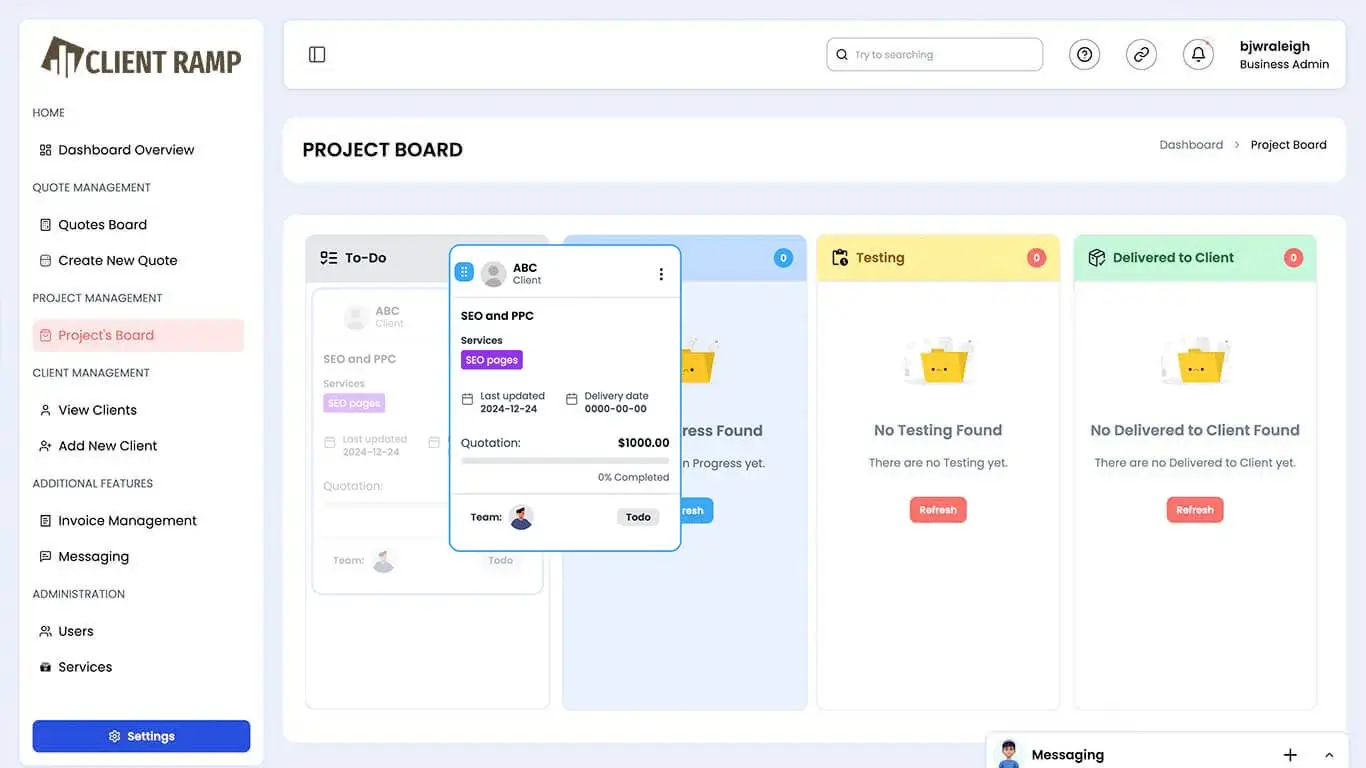 CLIENT RAMP
HOME
Dashboard Overview
QUOTE MANAGEMENT
Quotes Board
Create New Quote
PROJECT MANAGEMENT
Project's Board
CLIENT MANAGEMENT
View Clients
Add New Client
ADDITIONAL FEATURES
Invoice Management
Messaging
ADMINISTRATION
Users
Services
Settings
Try to searching
bjwraleigh
Business Admin
PROJECT BOARD
Dashboard > Project Board
To-Do
ABC
Client
SEO and PPC
Services
SEO pages
Last updated
2024-12-24
Quotation:
Team:
Todo
ABC
Client
SEO and PPC
Services
SEO pages
Last updated Delivery date
2024-12-24 0000-00-00
Quotation: $1000.00
0% Completed
Team: Todo
0
ress Found
n Progress yet.
resh
Testing 0
No Testing Found
There are no Testing yet.
Refresh
Delivered to Client 0
No Delivered to Client Found
There are no Delivered to Client yet.
Refresh
Messaging